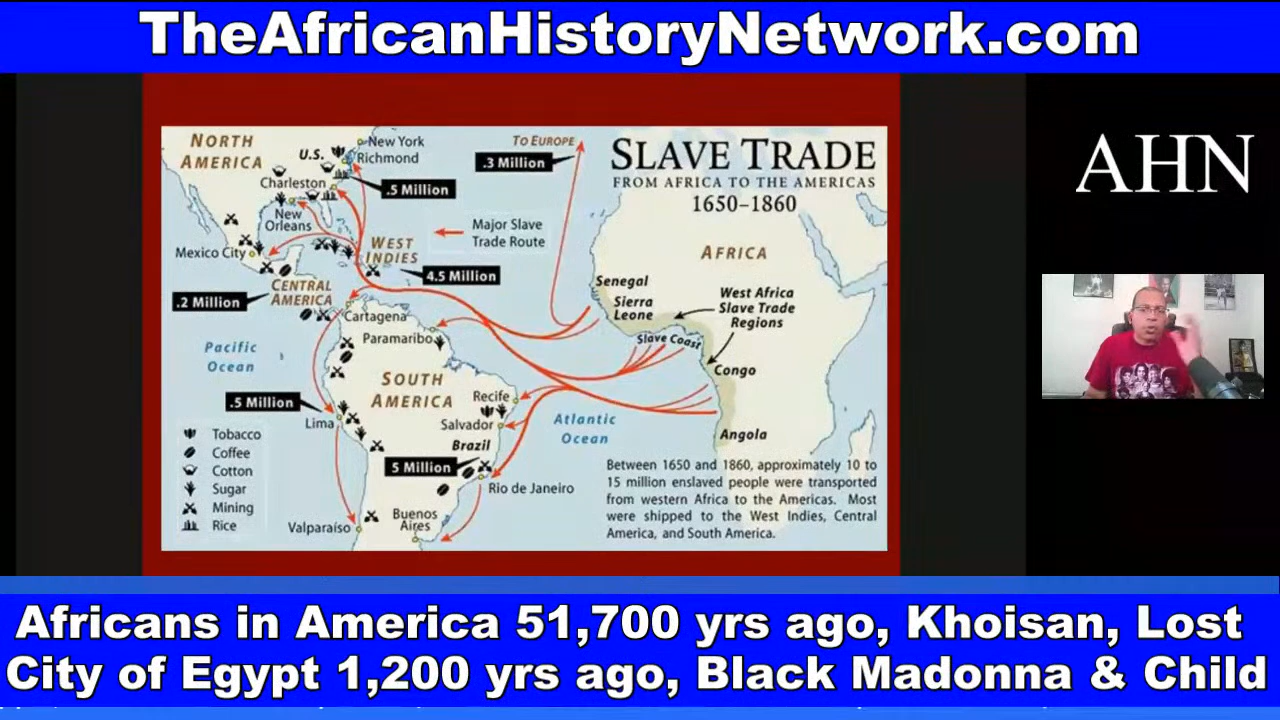 TheAfricanHistoryNetwork.com
AHN
NORTH
AMERICA
U.S.
New York
Richmond
Charleston
New
Orleans
Mexico City
TO EUROPE
.3 Million
.5 Million
SLAVE TRADE
FROM AFRICA TO THE AMERICAS
1650–1860
Major Slave
Trade Route
WEST
INDIES
4.5 Million
AFRICA
CENTRAL
AMERICA
.2 Million
Cartagena
Paramaribo
Senegal
Sierra
Leone
West Africa
Slave Trade
Regions
Slave Coast
Congo
Pacific
Ocean
SOUTH
AMERICA
Recife
Salvador
Brazil
.5 Million
Lima
Atlantic
Ocean
Angola
5 Million
Rio de Janeiro
Buenos
Aires
Valparaíso
Tobacco
Coffee
Cotton
Sugar
Mining
Rice
Between 1650 and 1860, approximately 10 to
15 million enslaved people were transported
from western Africa to the Americas. Most
were shipped to the West Indies, Central
America, and South America.
Africans in America 51,700 yrs ago, Khoisan, Lost
City of Egypt 1,200 yrs ago, Black Madonna & Child